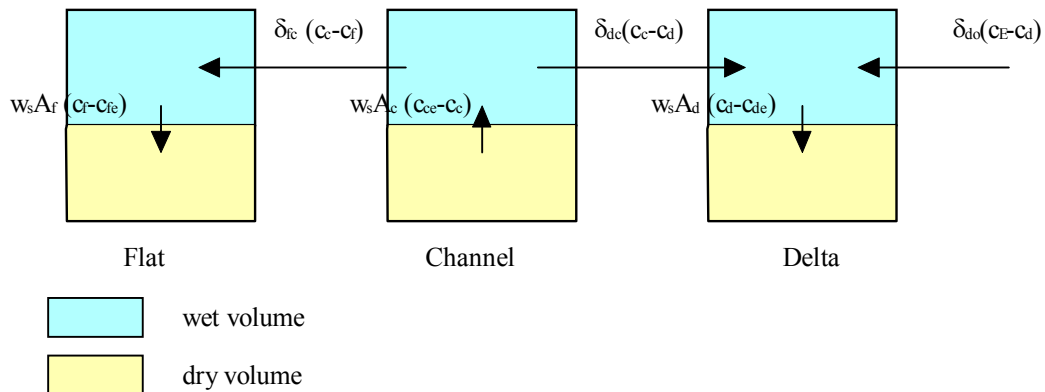 δfc (cc-cf)
δdc(cc-cd)
δdo(cE-cd)
wsAf (cf-cfe)
wsAc (cce-cc)
wsAd (cd-cde)
Flat
Channel
Delta
wet volume
dry volume